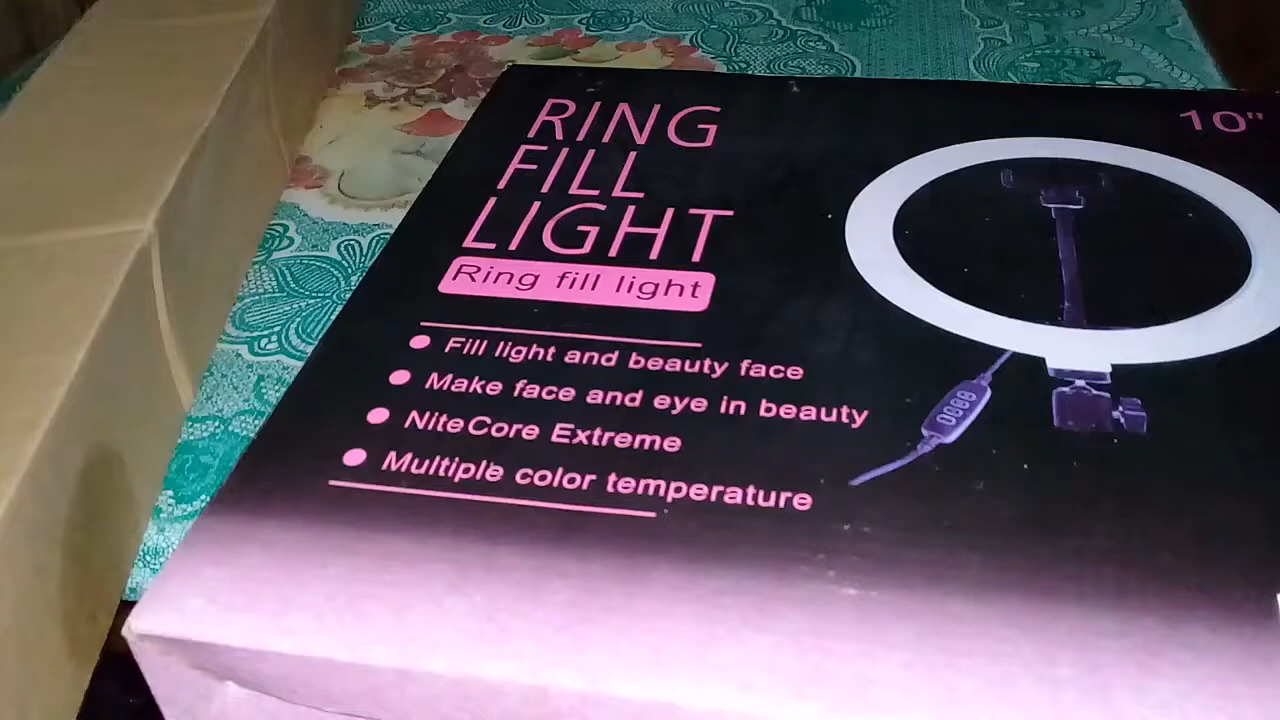 RING
FILL
LIGHT
Ring fill light
Fill light and beauty face
Make face and eye in beauty
NiteCore Extreme
Multiple color temperature
10"